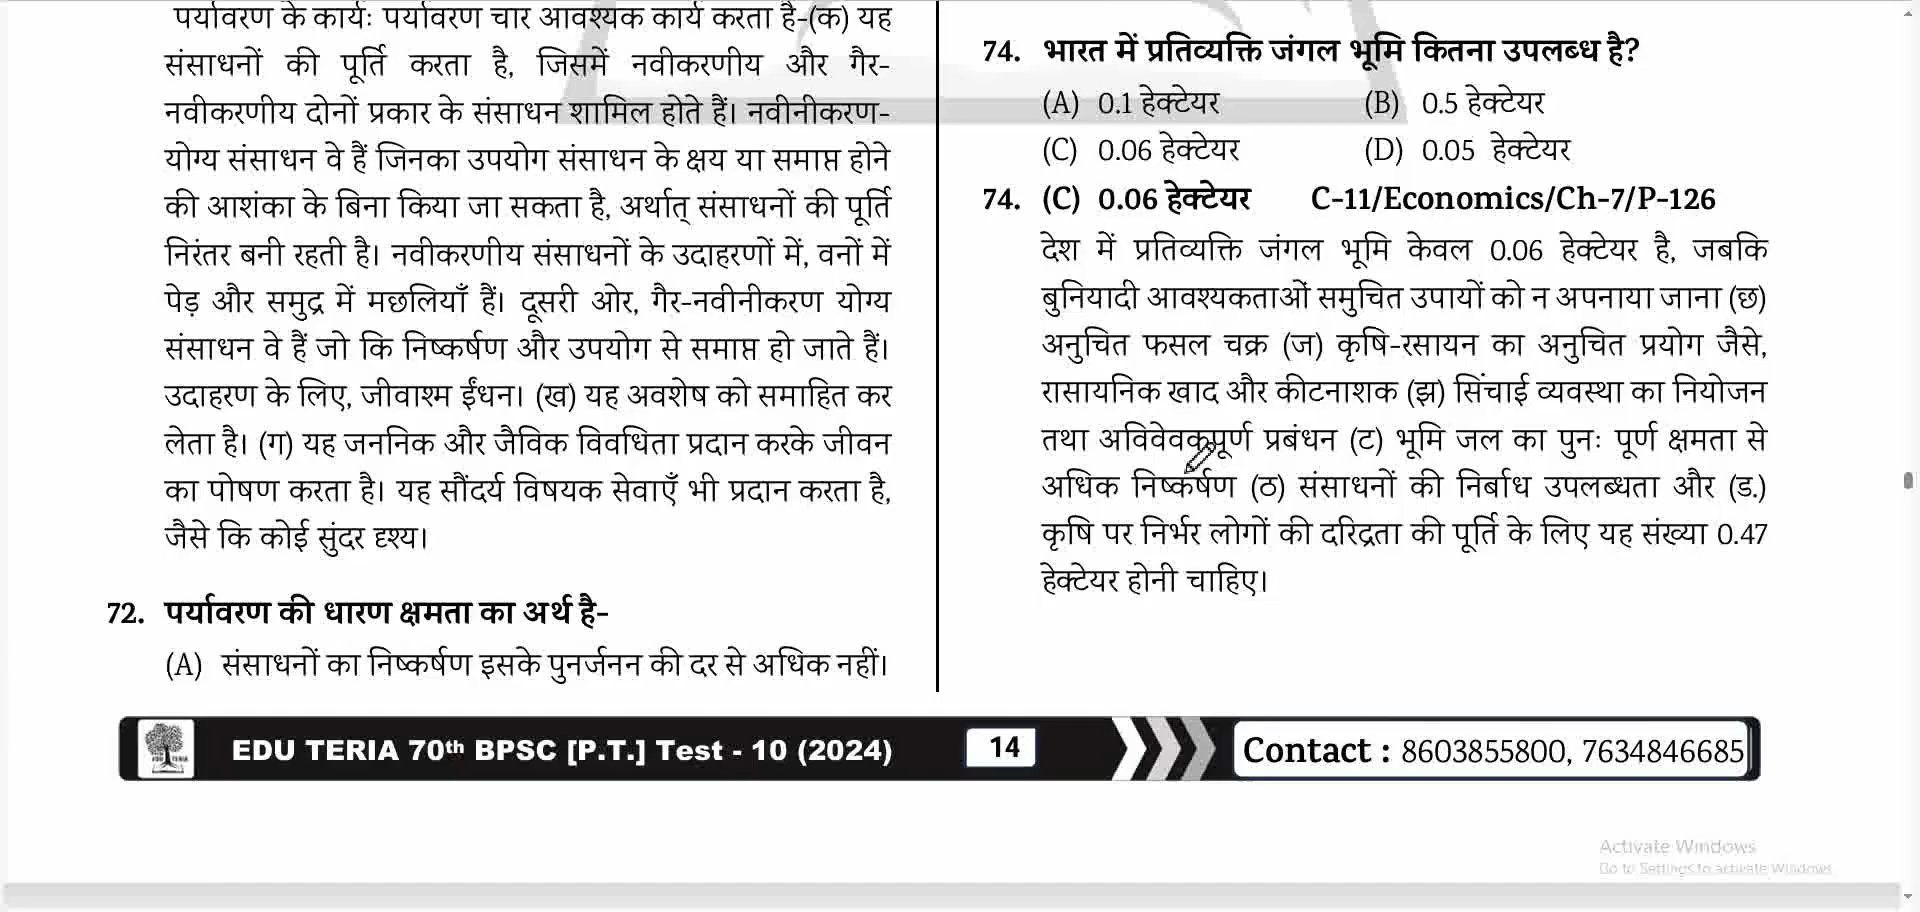 पर्यावरण के कार्यः पर्यावरण चार आवश्यक कार्य करता है-(क) यह
संसाधनों की पूर्ति करता है, जिसमें नवीकरणीय और गैर-
नवीकरणीय दोनों प्रकार के संसाधन शामिल होते हैं। नवीनीकरण-
योग्य संसाधन वे हैं जिनका उपयोग संसाधन के क्षय या समाप्त होने
की आशंका के बिना किया जा सकता है, अर्थात् संसाधनों की पूर्ति
निरंतर बनी रहती है। नवीकरणीय संसाधनों के उदाहरणों में, वनों में
पेड़ और समुद्र में मछलियाँ हैं। दूसरी ओर, गैर-नवीनीकरण योग्य
संसाधन वे हैं जो कि निष्कर्षण और उपयोग से समाप्त हो जाते हैं।
उदाहरण के लिए, जीवाश्म ईंधन। (ख) यह अवशेष को समाहित कर
लेता है। (ग) यह जननिक और जैविक विवधिता प्रदान करके जीवन
का पोषण करता है। यह सौंदर्य विषयक सेवाएँ भी प्रदान करता है,
जैसे कि कोई सुंदर दृश्य।
72. पर्यावरण की धारण क्षमता का अर्थ है-
(A) संसाधनों का निष्कर्षण इसके पुनर्जनन की दर से अधिक नहीं।
74. भारत में प्रतिव्यक्ति जंगल भूमि कितना उपलब्ध है?
(A) 0.1 हेक्टेयर (B) 0.5 हेक्टेयर
(C) 0.06 हेक्टेयर (D) 0.05 हेक्टेयर
74. (C) 0.06 हेक्टेयर C-11/Economics/Ch-7/P-126
देश में प्रतिव्यक्ति जंगल भूमि केवल 0.06 हेक्टेयर है, जबकि
बुनियादी आवश्यकताओं समुचित उपायों को न अपनाया जाना (छ)
अनुचित फसल चक्र (ज) कृषि-रसायन का अनुचित प्रयोग जैसे,
रासायनिक खाद और कीटनाशक (झ) सिंचाई व्यवस्था का नियोजन
तथा अविवेकपूर्ण प्रबंधन (ट) भूमि जल का पुनः पूर्ण क्षमता से
अधिक निष्कर्षण (ठ) संसाधनों की निर्बाध उपलब्धता और (ड.)
कृषि पर निर्भर लोगों की दरिद्रता की पूर्ति के लिए यह संख्या 0.47
हेक्टेयर होनी चाहिए।
EDU TERIA 70th BPSC [P.T.] Test - 10 (2024) 14 Contact : 8603855800, 7634846685
Activate Windows
Go to Settings to activate Windows.